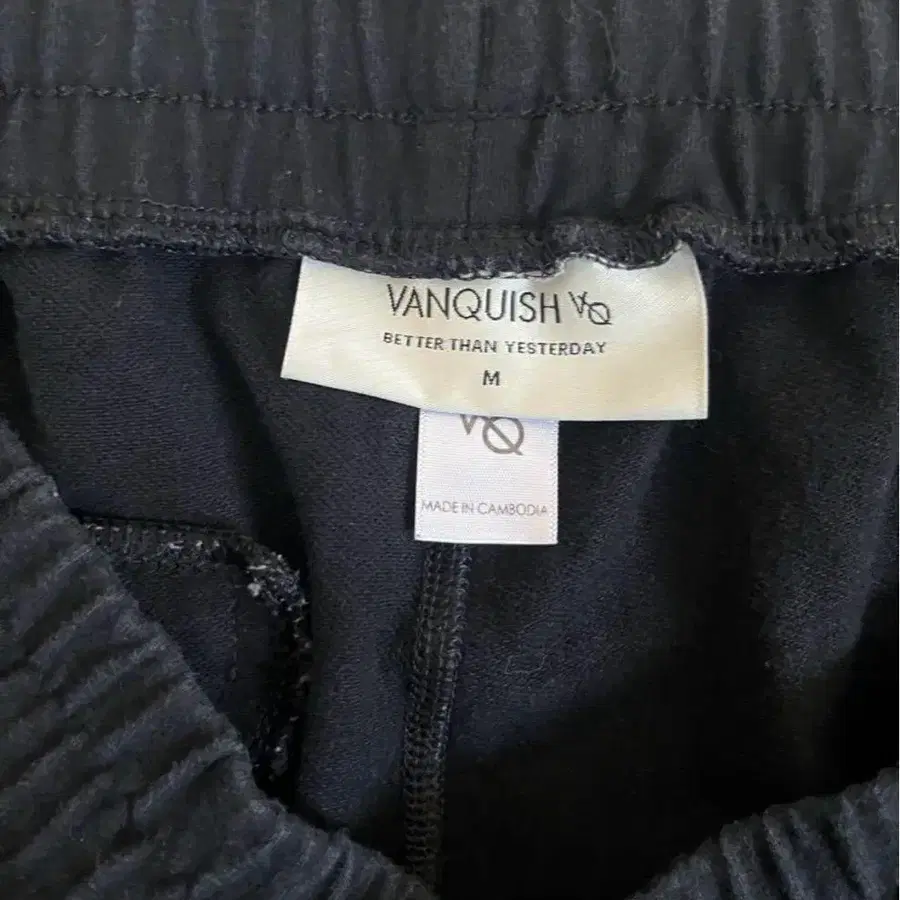 VANQUISH VQ
BETTER THAN YESTERDAY
M
VQ
MADE IN CAMBODIA